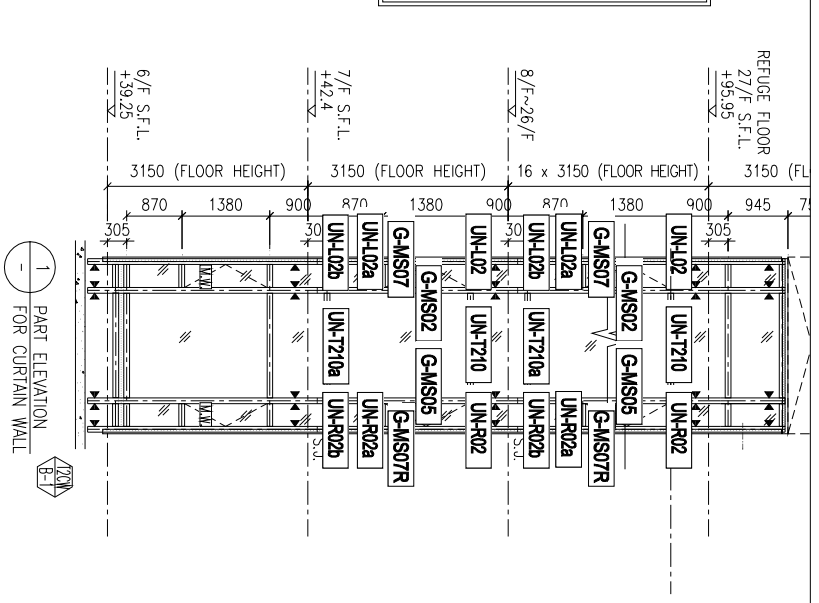 REFUGE FLOOR
27/F S.F.L.
+95.95
8/F~26/F
7/F S.F.L.
+42.4
6/F S.F.L.
+39.25
3150 (FLOOR HEIGHT)
3150 (FLOOR HEIGHT)
16 x 3150 (FLOOR HEIGHT)
3150 (FL
870
1380
900
870
1380
900
870
1380
900
945
305
30
30
305
UN-L02b
UN-L02a
G-MS07
UN-L02
UN-L02b
UN-L02a
G-MS07
UN-L02
G-MS02
G-MS02
M.W.
UN-T210a
UN-T210
UN-T210a
UN-T210
G-MS05
G-MS05
M.W.
UN-R02b
UN-R02a
G-MS07R
UN-R02
UN-R02b
UN-R02a
G-MS07R
UN-R02
S.J.
S.J.
1
-
PART ELEVATION
FOR CURTAIN WALL
12CW
B-1